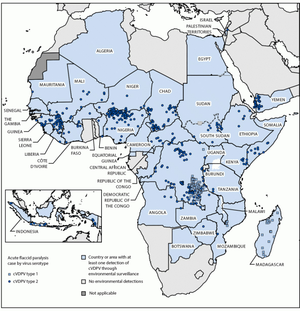 ISRAEL
PALESTINIAN
TERRITORIES
ALGERIA
EGYPT
MAURITANIA
MALI
NIGER
CHAD
SUDAN
YEMEN
SENEGAL
THE
GAMBIA
GUINEA
SIERRA
LEONE
LIBERIA
CÔTE
D'IVOIRE
BURKINA
FASO
BENIN
NIGERIA
CAMEROON
EQUATORIAL
GUINEA
CENTRAL AFRICAN
REPUBLIC
REPUBLIC OF
THE CONGO
DEMOCRATIC
REPUBLIC OF
THE CONGO
SOUTH SUDAN
ETHIOPIA
SOMALIA
UGANDA
KENYA
BURUNDI
TANZANIA
ANGOLA
ZAMBIA
MALAWI
ZIMBABWE
BOTSWANA
MOZAMBIQUE
MADAGASCAR
INDONESIA
Acute flaccid paralysis
case by virus serotype
cVDPV type 1
cVDPV type 2
Country or area with at
least one detection of
cVDPV through
environmental surveillance
No environmental detections
Not applicable